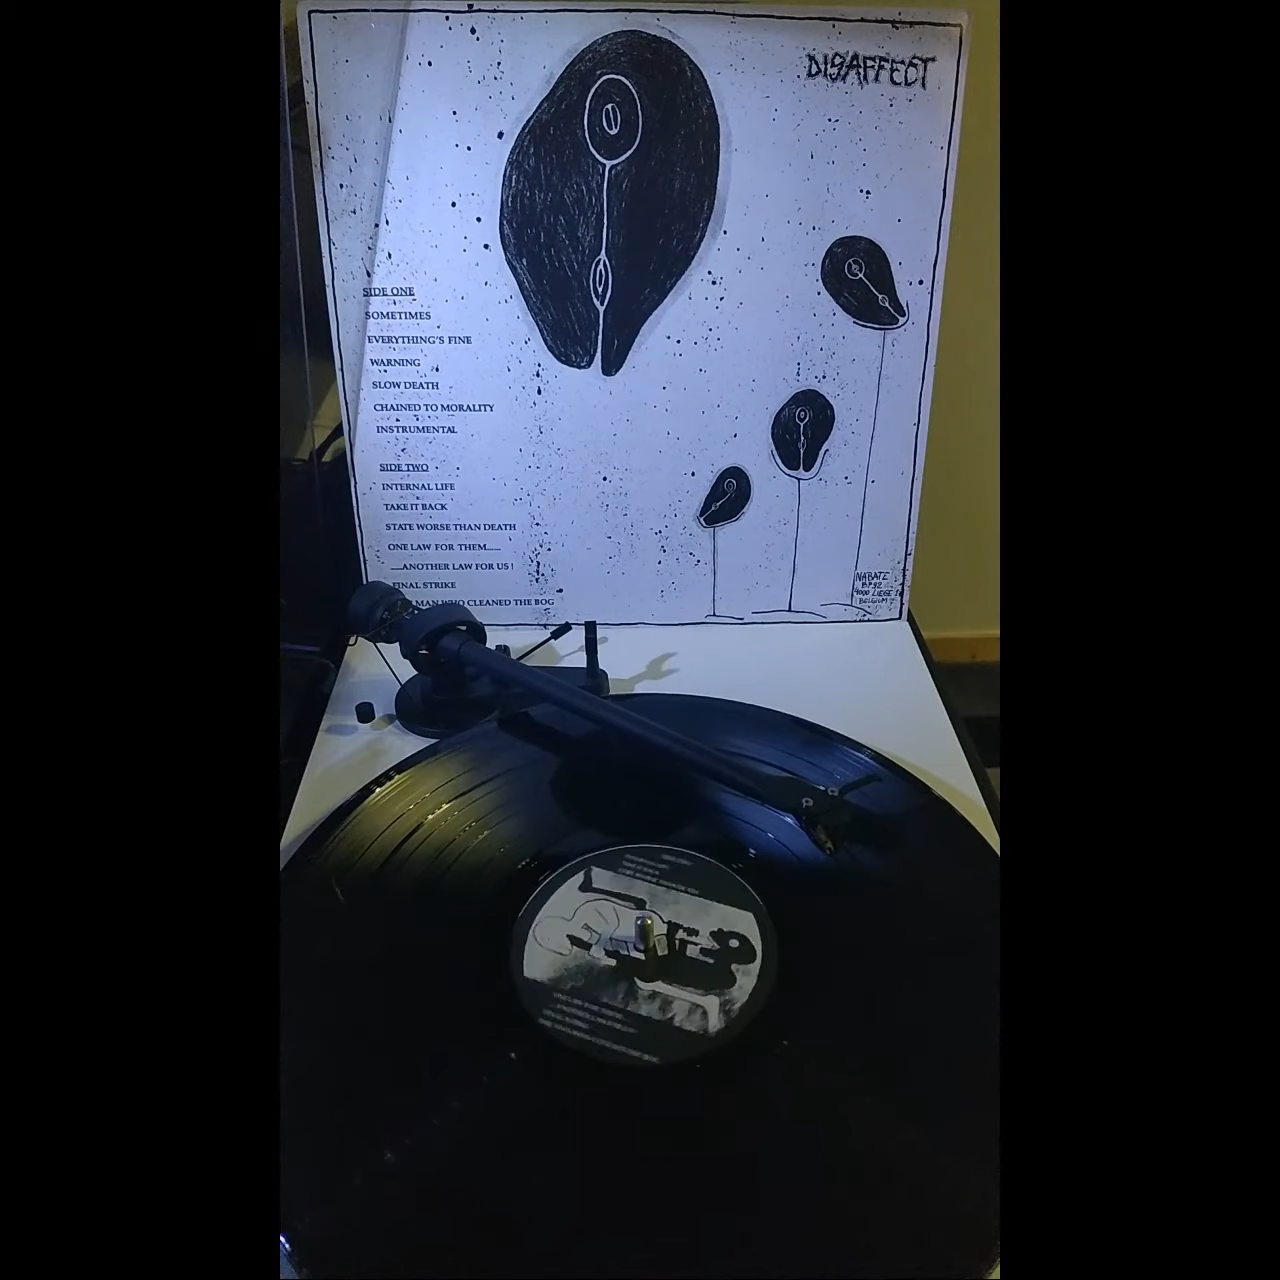 DISAFFECT
SIDE ONE
SOMETIMES
EVERYTHING'S FINE
WARNING
SLOW DEATH
CHAINED TO MORALITY
INSTRUMENTAL
SIDE TWO
INTERNAL LIFE
TAKE IT BACK
STATE WORSE THAN DEATH
ONE LAW FOR THEM......
......ANOTHER LAW FOR US !
FINAL STRIKE
MAN WHO CLEANED THE BOG
NABATE
BP92
4000 LIEGE 1
BELGIUM